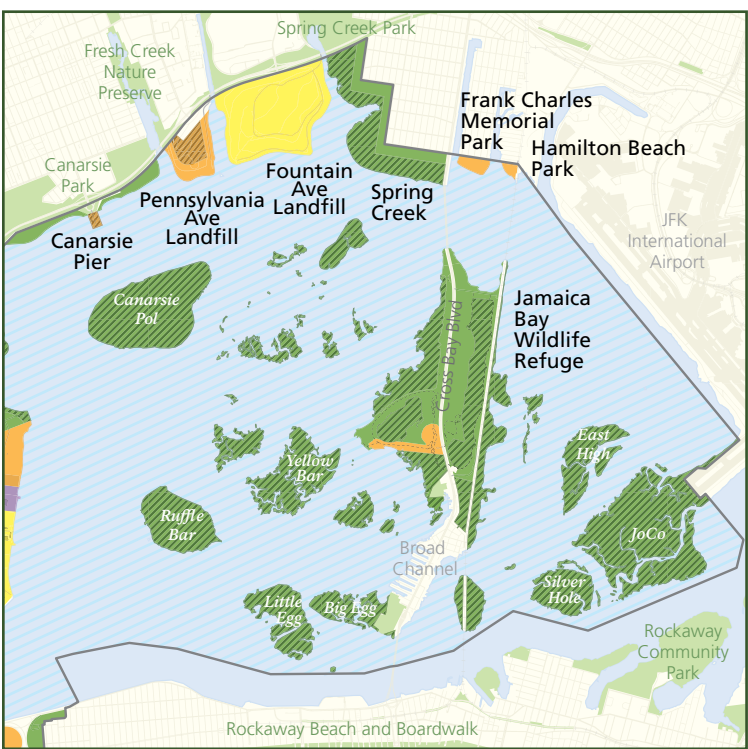 Spring Creek Park
Fresh Creek
Nature
Preserve
Frank Charles
Memorial
Park
Hamilton Beach
Park
Canarsie
Park
Fountain
Ave
Landfill
Pennsylvania
Ave
Landfill
Spring
Creek
Canarsie
Pier
JFK
International
Airport
Canarsie
Pol
Cross Bay Blvd
Jamaica
Bay
Wildlife
Refuge
East
High
Yellow
Bar
Ruffle
Bar
JoCo
Broad
Channel
Silver
Hole
Little
Egg
Big Egg
Rockaway
Community
Park
Rockaway Beach and Boardwalk